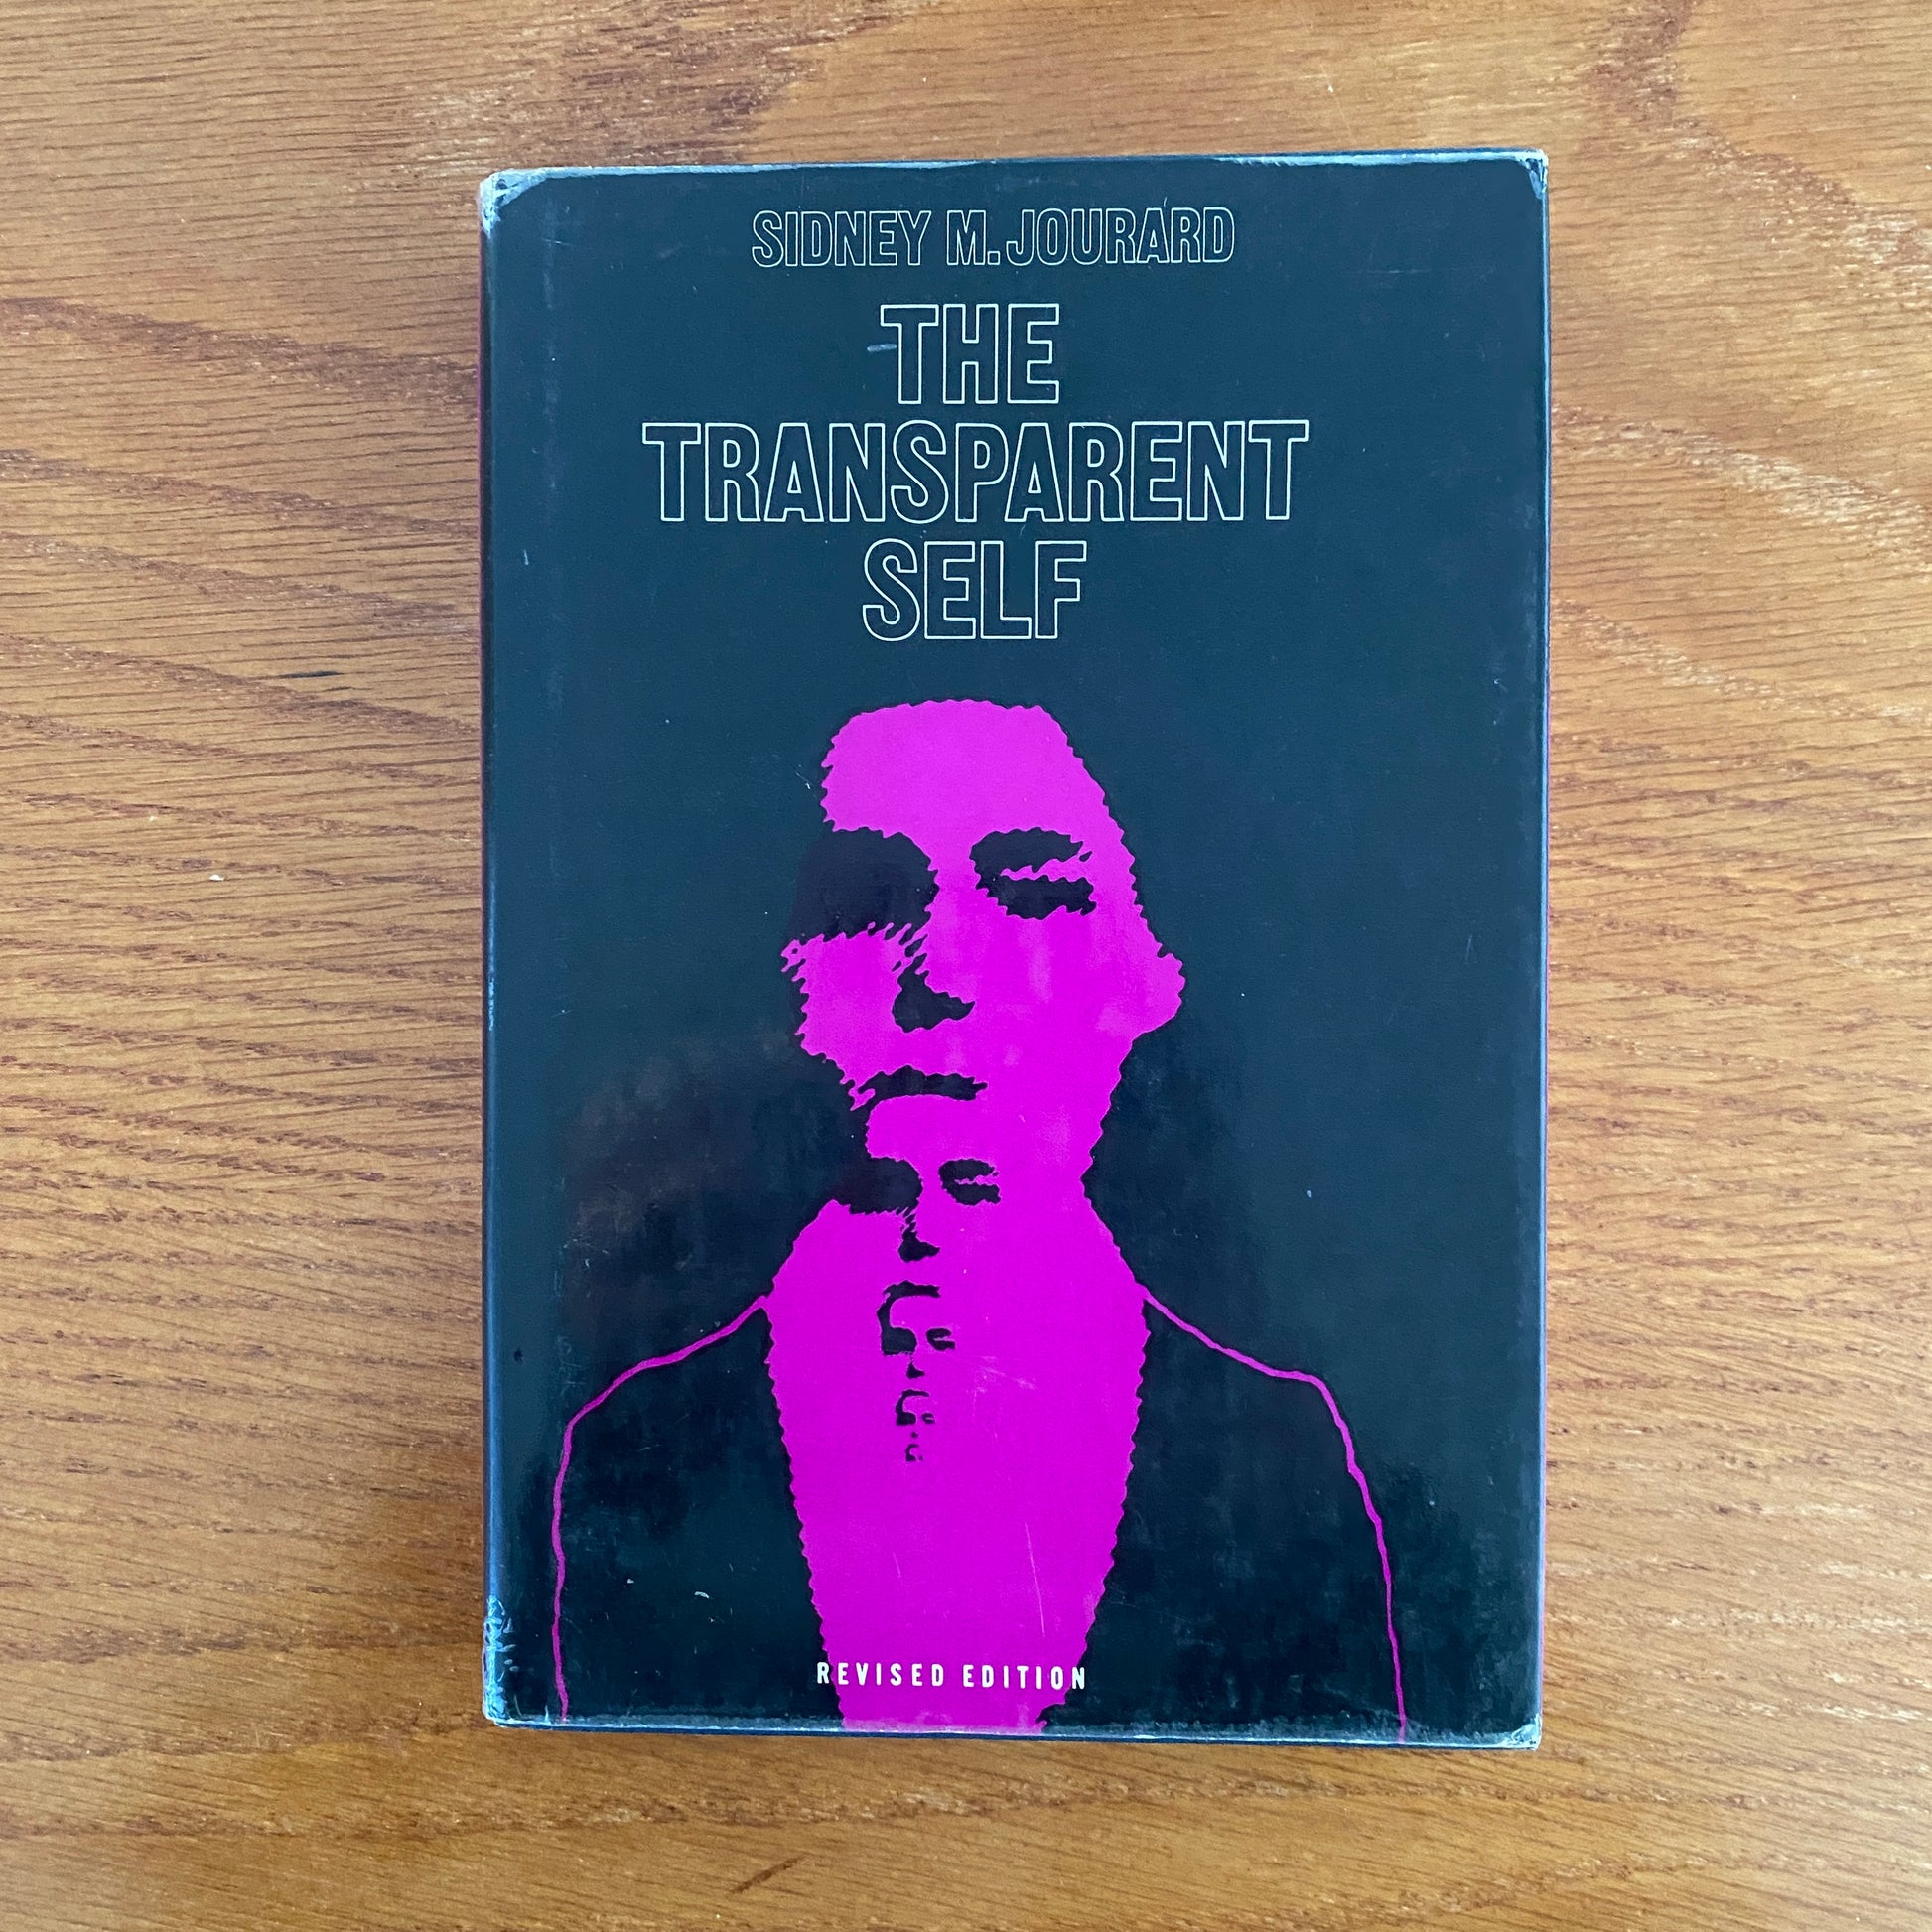 SIDNEY M. JOURARD
THE
TRANSPARENT
SELF
REVISED EDITION